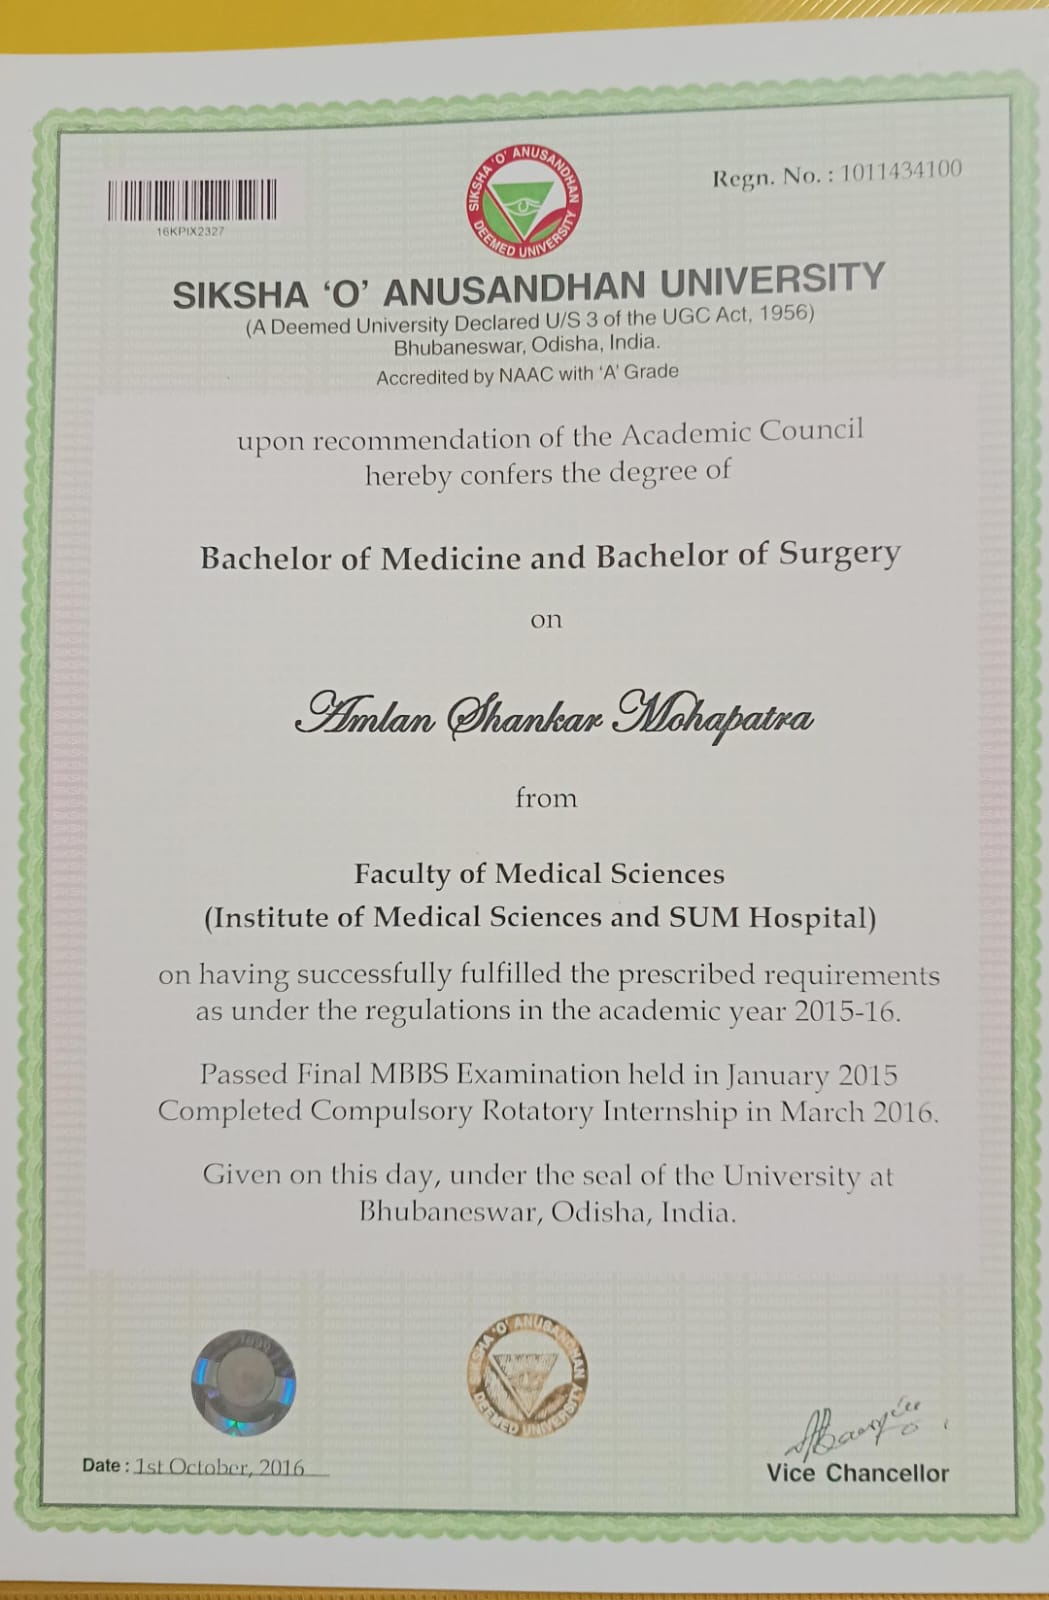 SIKSHA 'O' ANUSANDHAN
DEEMED UNIVERSITY
Regn. No. : 1011434100
16KPIX2327
SIKSHA ‘O’ ANUSANDHAN UNIVERSITY
(A Deemed University Declared U/S 3 of the UGC Act, 1956)
Bhubaneswar, Odisha, India.
Accredited by NAAC with ‘A’ Grade
upon recommendation of the Academic Council
hereby confers the degree of
Bachelor of Medicine and Bachelor of Surgery
on
Amlan Shankar Mohapatra
from
Faculty of Medical Sciences
(Institute of Medical Sciences and SUM Hospital)
on having successfully fulfilled the prescribed requirements
as under the regulations in the academic year 2015-16.
Passed Final MBBS Examination held in January 2015
Completed Compulsory Rotatory Internship in March 2016.
Given on this day, under the seal of the University at
Bhubaneswar, Odisha, India.
SIKSHA 'O' ANUSANDHAN
DEEMED UNIVERSITY
Date : 1st October, 2016
Vice Chancellor